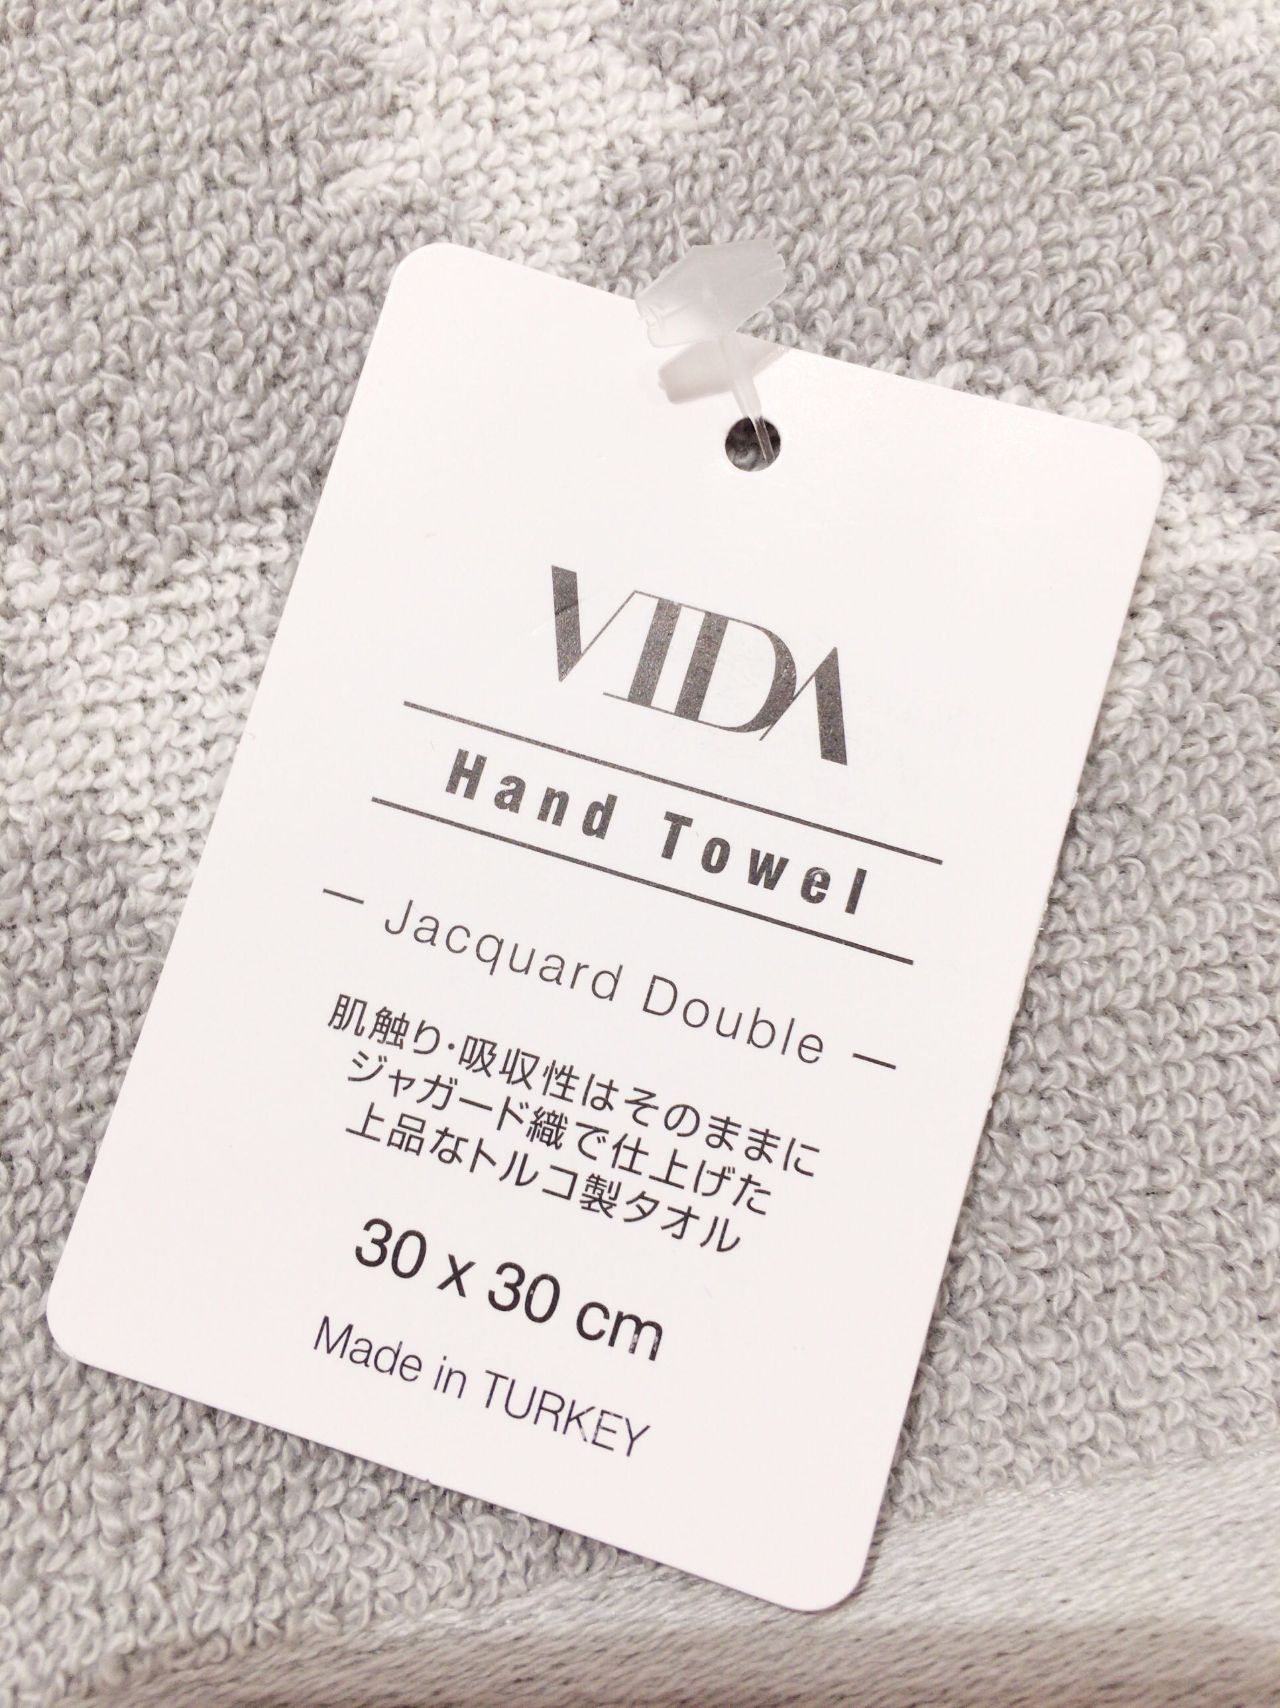 VIDA
Hand Towel
— Jacquard Double —
肌触り・吸収性はそのままに
ジャガード織で仕上げた
上品なトルコ製タオル
30 x 30 cm
Made in TURKEY